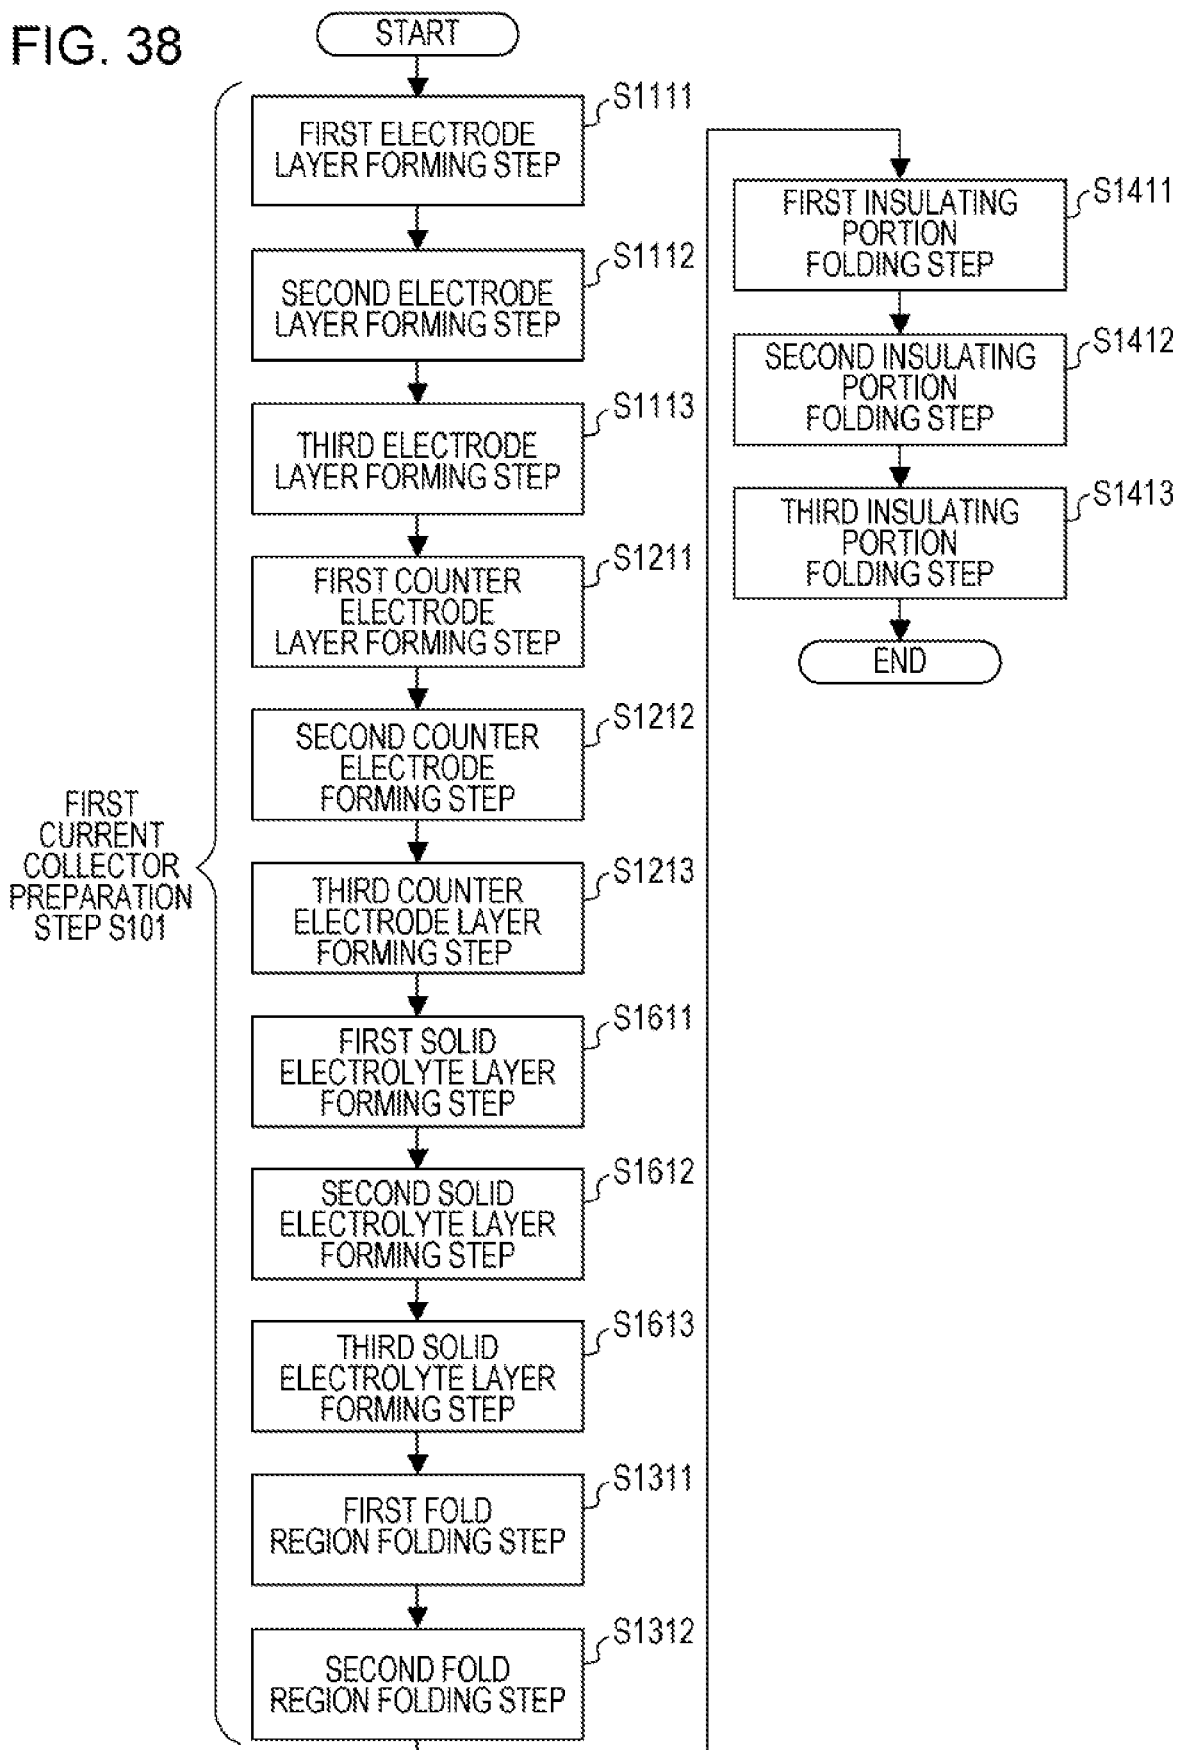 FIG. 38
START
S1111
FIRST ELECTRODE
LAYER FORMING STEP
S1112
SECOND ELECTRODE
LAYER FORMING STEP
S1113
THIRD ELECTRODE
LAYER FORMING STEP
S1211
FIRST COUNTER
ELECTRODE
LAYER FORMING STEP
S1212
SECOND COUNTER
ELECTRODE
FORMING STEP
FIRST
CURRENT
COLLECTOR
PREPARATION
STEP S101
S1213
THIRD COUNTER
ELECTRODE LAYER
FORMING STEP
S1611
FIRST SOLID
ELECTROLYTE LAYER
FORMING STEP
S1612
SECOND SOLID
ELECTROLYTE LAYER
FORMING STEP
S1613
THIRD SOLID
ELECTROLYTE LAYER
FORMING STEP
S1311
FIRST FOLD
REGION FOLDING STEP
S1312
SECOND FOLD
REGION FOLDING STEP
S1411
FIRST INSULATING
PORTION
FOLDING STEP
S1412
SECOND INSULATING
PORTION
FOLDING STEP
S1413
THIRD INSULATING
PORTION
FOLDING STEP
END